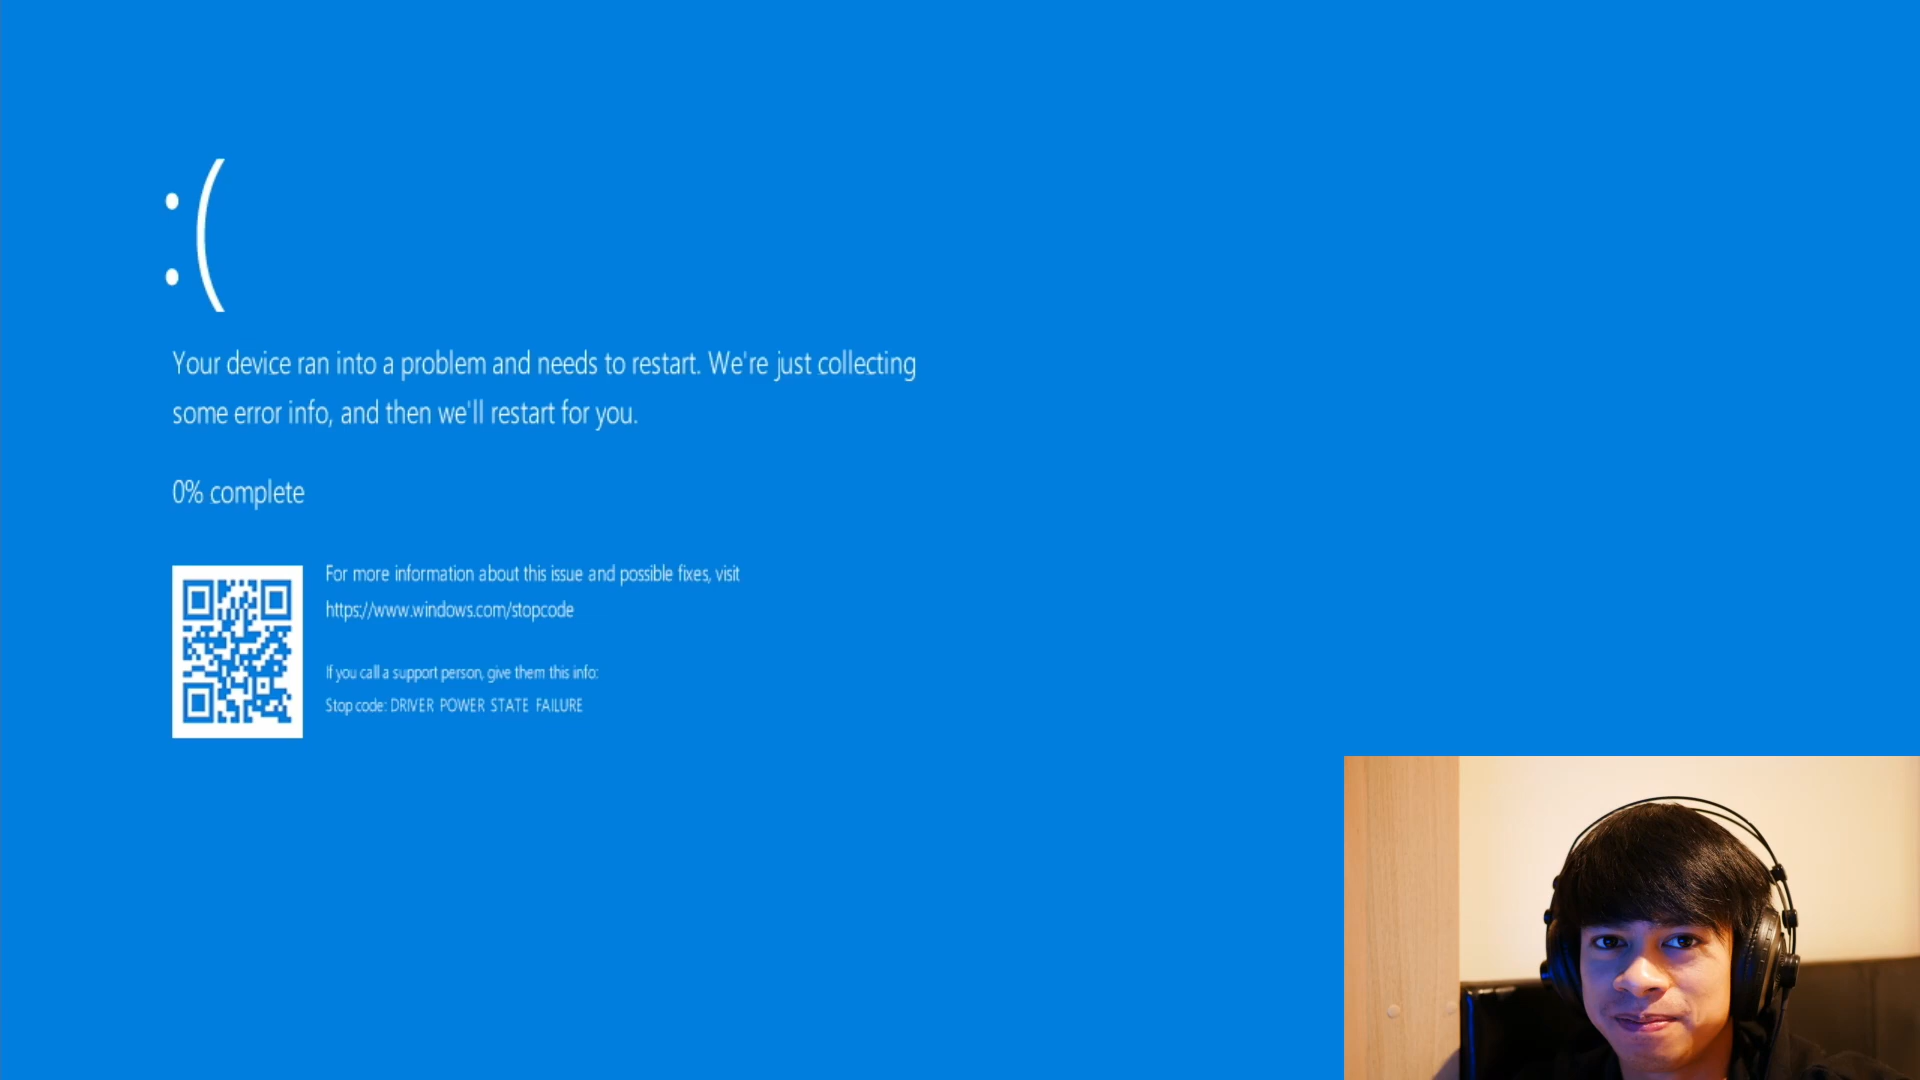 :(
Your device ran into a problem and needs to restart. We're just collecting
some error info, and then we'll restart for you.
0% complete
For more information about this issue and possible fixes, visit
https://www.windows.com/stopcode
If you call a support person, give them this info:
Stop code: DRIVER POWER STATE FAILURE